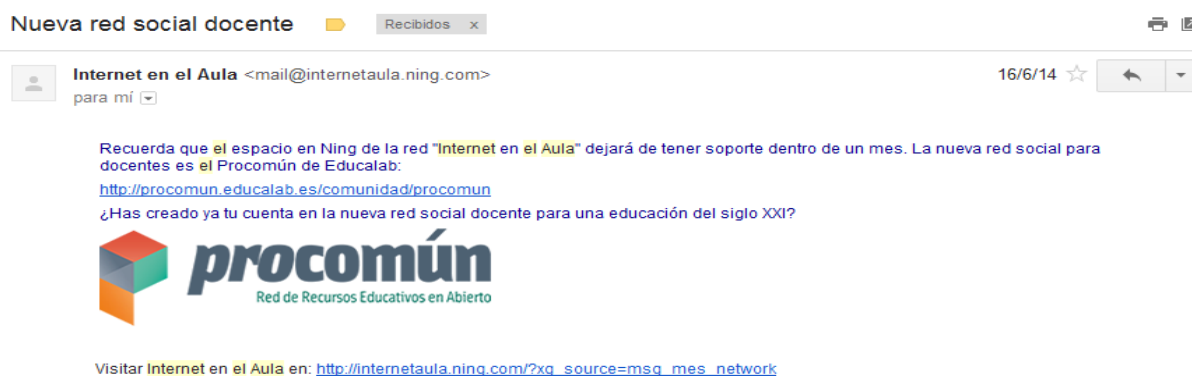 Nueva red social docente Recibidos x
Internet en el Aula <mail@internetaula.ning.com> 16/6/14
para mí
Recuerda que el espacio en Ning de la red "Internet en el Aula" dejará de tener soporte dentro de un mes. La nueva red social para
docentes es el Procomún de Educalab:
http://procomun.educalab.es/comunidad/procomun
¿Has creado ya tu cuenta en la nueva red social docente para una educación del siglo XXI?
procomún
Red de Recursos Educativos en Abierto
Visitar Internet en el Aula en: http://internetaula.ning.com/?xg_source=msg_mes_network